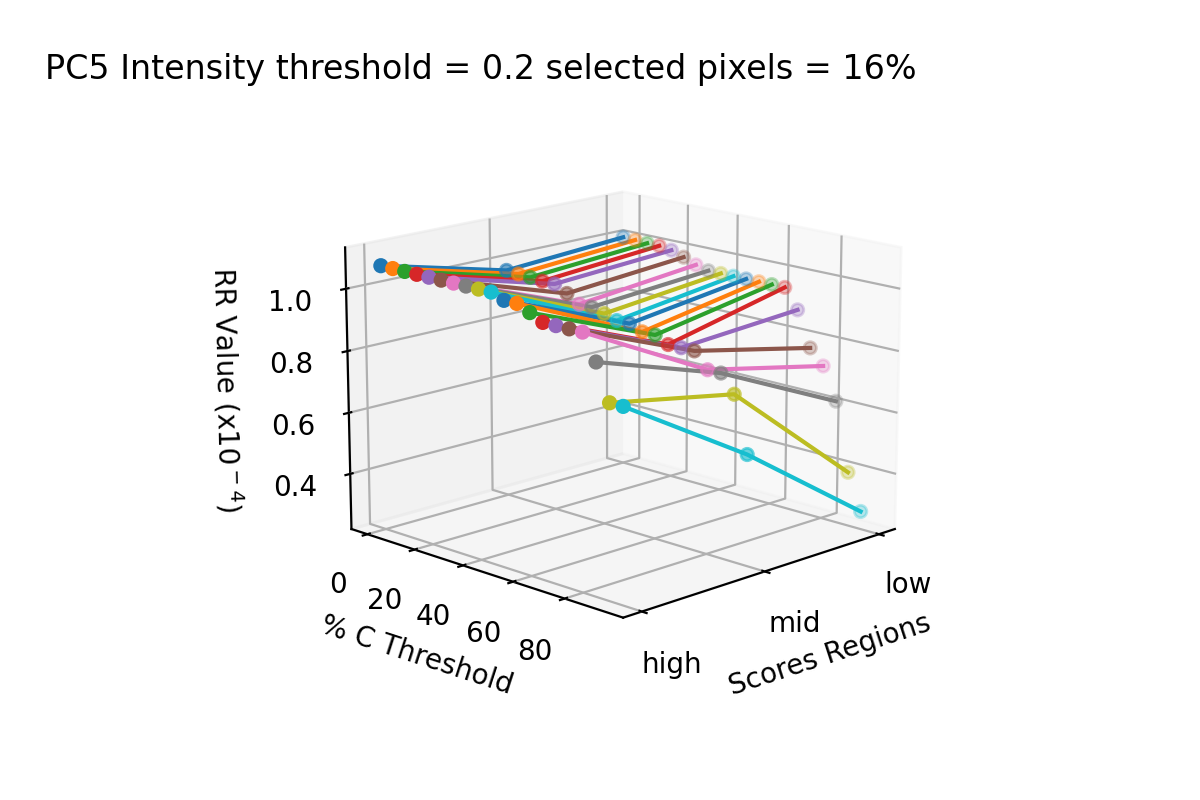 PC5 Intensity threshold = 0.2 selected pixels = 16%
RR Value (x10⁻⁴)
1.0
0.8
0.6
0.4
0
20
40
60
80
% C Threshold
high
mid
low
Scores Regions